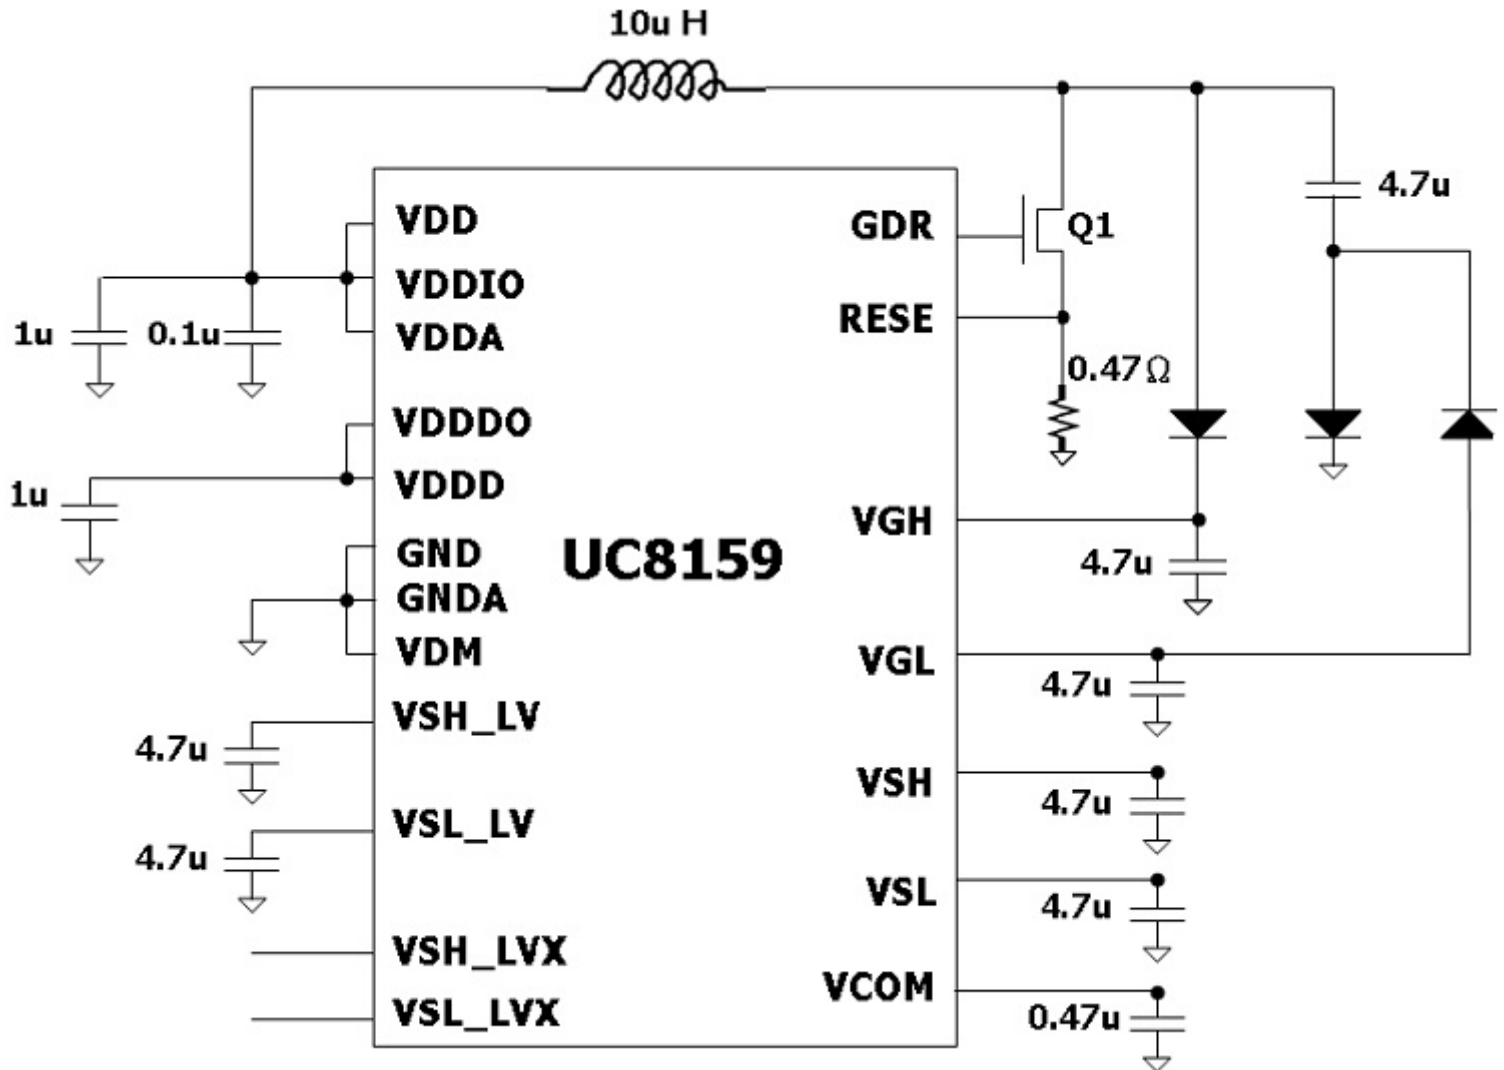 10u H
4.7u
VDD
GDR
Q1
VDDIO
RESE
1u
0.1u
VDDA
0.47Ω
VDDDO
VDDD
1u
VGH
GND
UC8159
4.7u
GNDA
VDM
VGL
4.7u
VSH_LV
4.7u
VSH
4.7u
VSL_LV
4.7u
VSL
4.7u
VSH_LVX
VCOM
VSL_LVX
0.47u